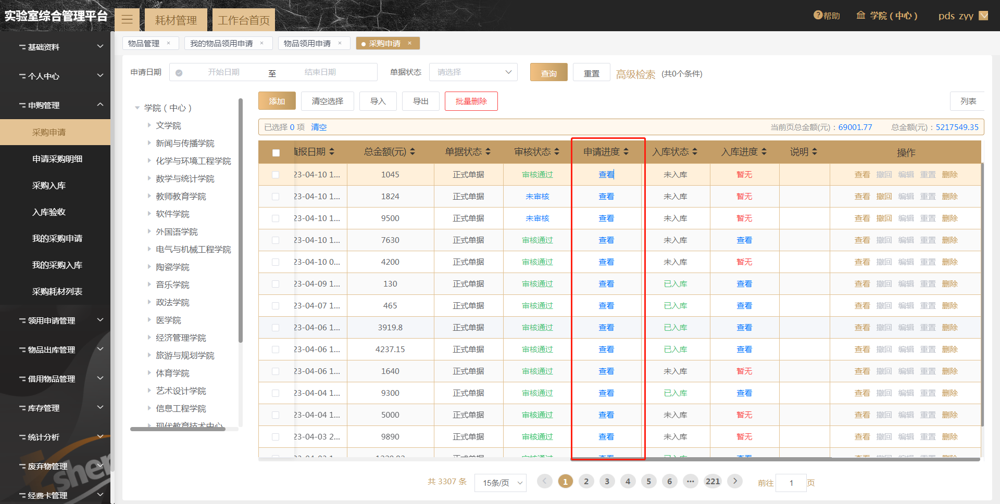 实验室综合管理平台
耗材管理
工作台首页
帮助
学院（中心）
pds zyy
物品管理 ×
我的物品领用申请 ×
物品领用申请 ×
采购申请 ×
基础资料
个人中心
申购管理
采购申请
申请采购明细
采购入库
入库验收
我的采购申请
我的采购入库
采购耗材列表
领用申请管理
物品出库管理
借用物品管理
库存管理
统计分析
废弃物管理
经费卡管理
申请日期 开始日期 至 结束日期 单据状态 请选择 查询 重置 高级检索 (共0个条件)
学院（中心）
文学院
新闻与传播学院
化学与环境工程学院
数学与统计学院
教师教育学院
软件学院
外国语学院
电气与机械工程学院
陶瓷学院
音乐学院
政法学院
医学院
经济管理学院
旅游与规划学院
体育学院
艺术设计学院
信息工程学院
现代教育技术中心
添加 清空选择 导入 导出 批量删除 列表
已选择 0 项 清空 当前页总金额(元)：69001.77 总金额(元)：5217549.35
填报日期 总金额(元) 单据状态 审核状态 申请进度 入库状态 入库进度 说明 操作
23-04-10 1... 1045 正式单据 审核通过 查看 未入库 暂无 查看 撤回 编辑 重置 删除
23-04-10 1... 1824 正式单据 未审核 查看 未入库 暂无 查看 撤回 编辑 重置 删除
23-04-10 1... 9500 正式单据 未审核 查看 未入库 暂无 查看 撤回 编辑 重置 删除
23-04-10 1... 7630 正式单据 审核通过 查看 未入库 查看 查看 撤回 编辑 重置 删除
23-04-10 0... 4200 正式单据 审核通过 查看 未入库 暂无 查看 撤回 编辑 重置 删除
23-04-09 1... 130 正式单据 审核通过 查看 已入库 查看 查看 撤回 编辑 重置 删除
23-04-07 1... 465 正式单据 审核通过 查看 已入库 查看 查看 撤回 编辑 重置 删除
23-04-06 1... 3919.8 正式单据 审核通过 查看 已入库 查看 查看 撤回 编辑 重置 删除
23-04-06 1... 4237.15 正式单据 审核通过 查看 已入库 查看 查看 撤回 编辑 重置 删除
23-04-06 1... 1640 正式单据 审核通过 查看 未入库 暂无 查看 撤回 编辑 重置 删除
23-04-04 1... 9300 正式单据 审核通过 查看 已入库 查看 查看 撤回 编辑 重置 删除
23-04-04 1... 5000 正式单据 审核通过 查看 未入库 暂无 查看 撤回 编辑 重置 删除
23-04-03 2... 9890 正式单据 审核通过 查看 未入库 暂无 查看 撤回 编辑 重置 删除
共 3307 条 15条/页 1 2 3 4 5 6 ... 221 前往 1 页